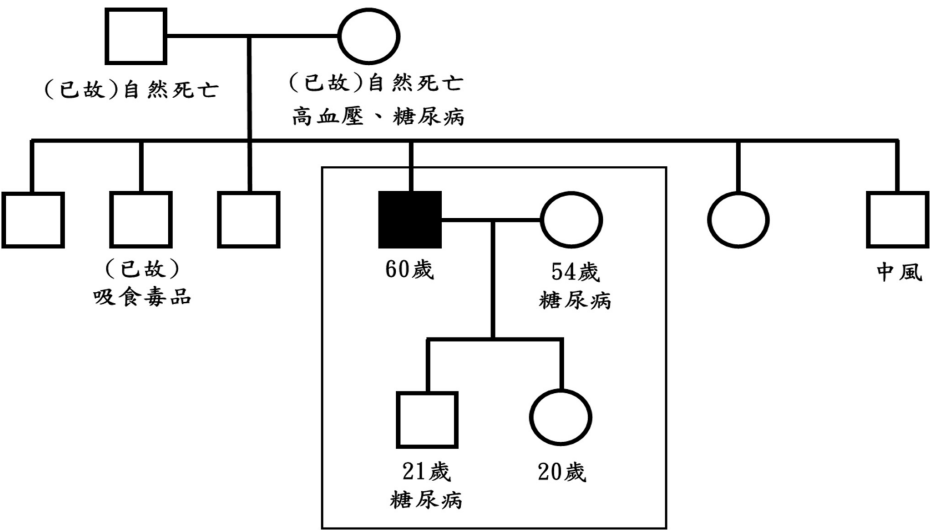 (已故)自然死亡
(已故)自然死亡
高血壓、糖尿病
(已故)
吸食毒品
60歲
54歲
糖尿病
中風
21歲
糖尿病
20歲